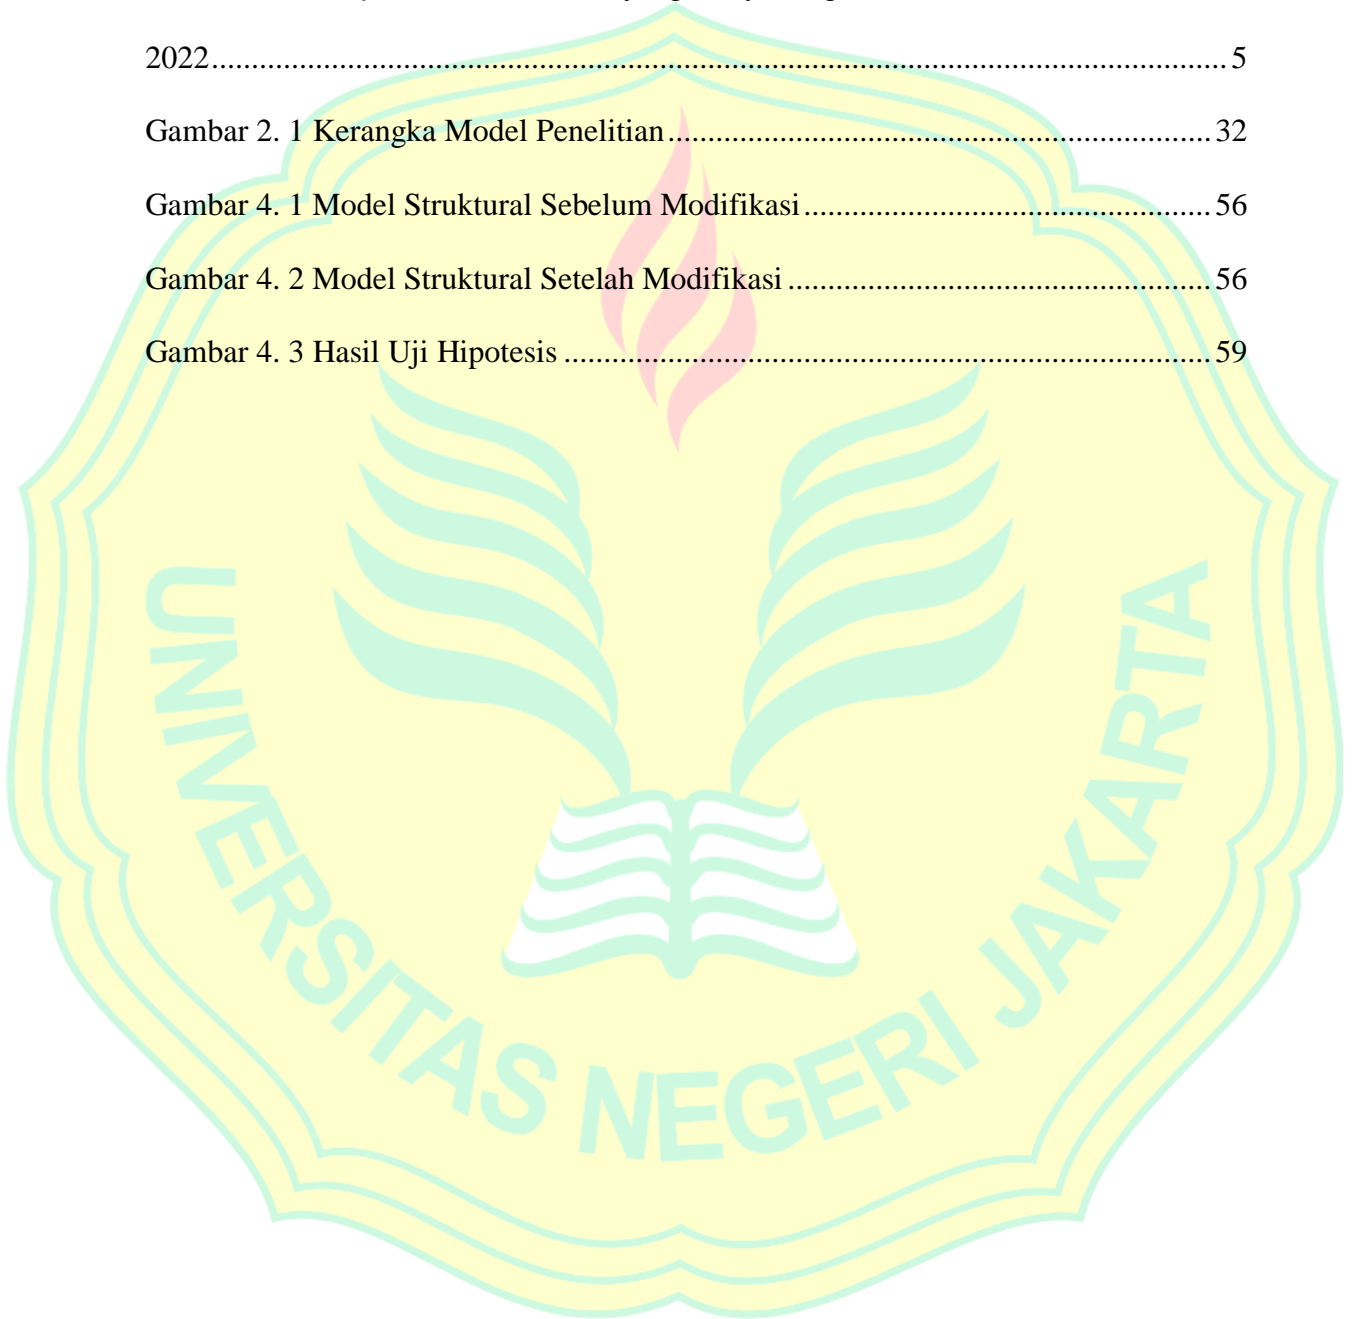 2022........................................................................................................................... 5
Gambar 2. 1 Kerangka Model Penelitian.................................................................. 32
Gambar 4. 1 Model Struktural Sebelum Modifikasi................................................. 56
Gambar 4. 2 Model Struktural Setelah Modifikasi................................................... 56
Gambar 4. 3 Hasil Uji Hipotesis.............................................................................. 59
UNIVERSITAS NEGERI JAKARTA